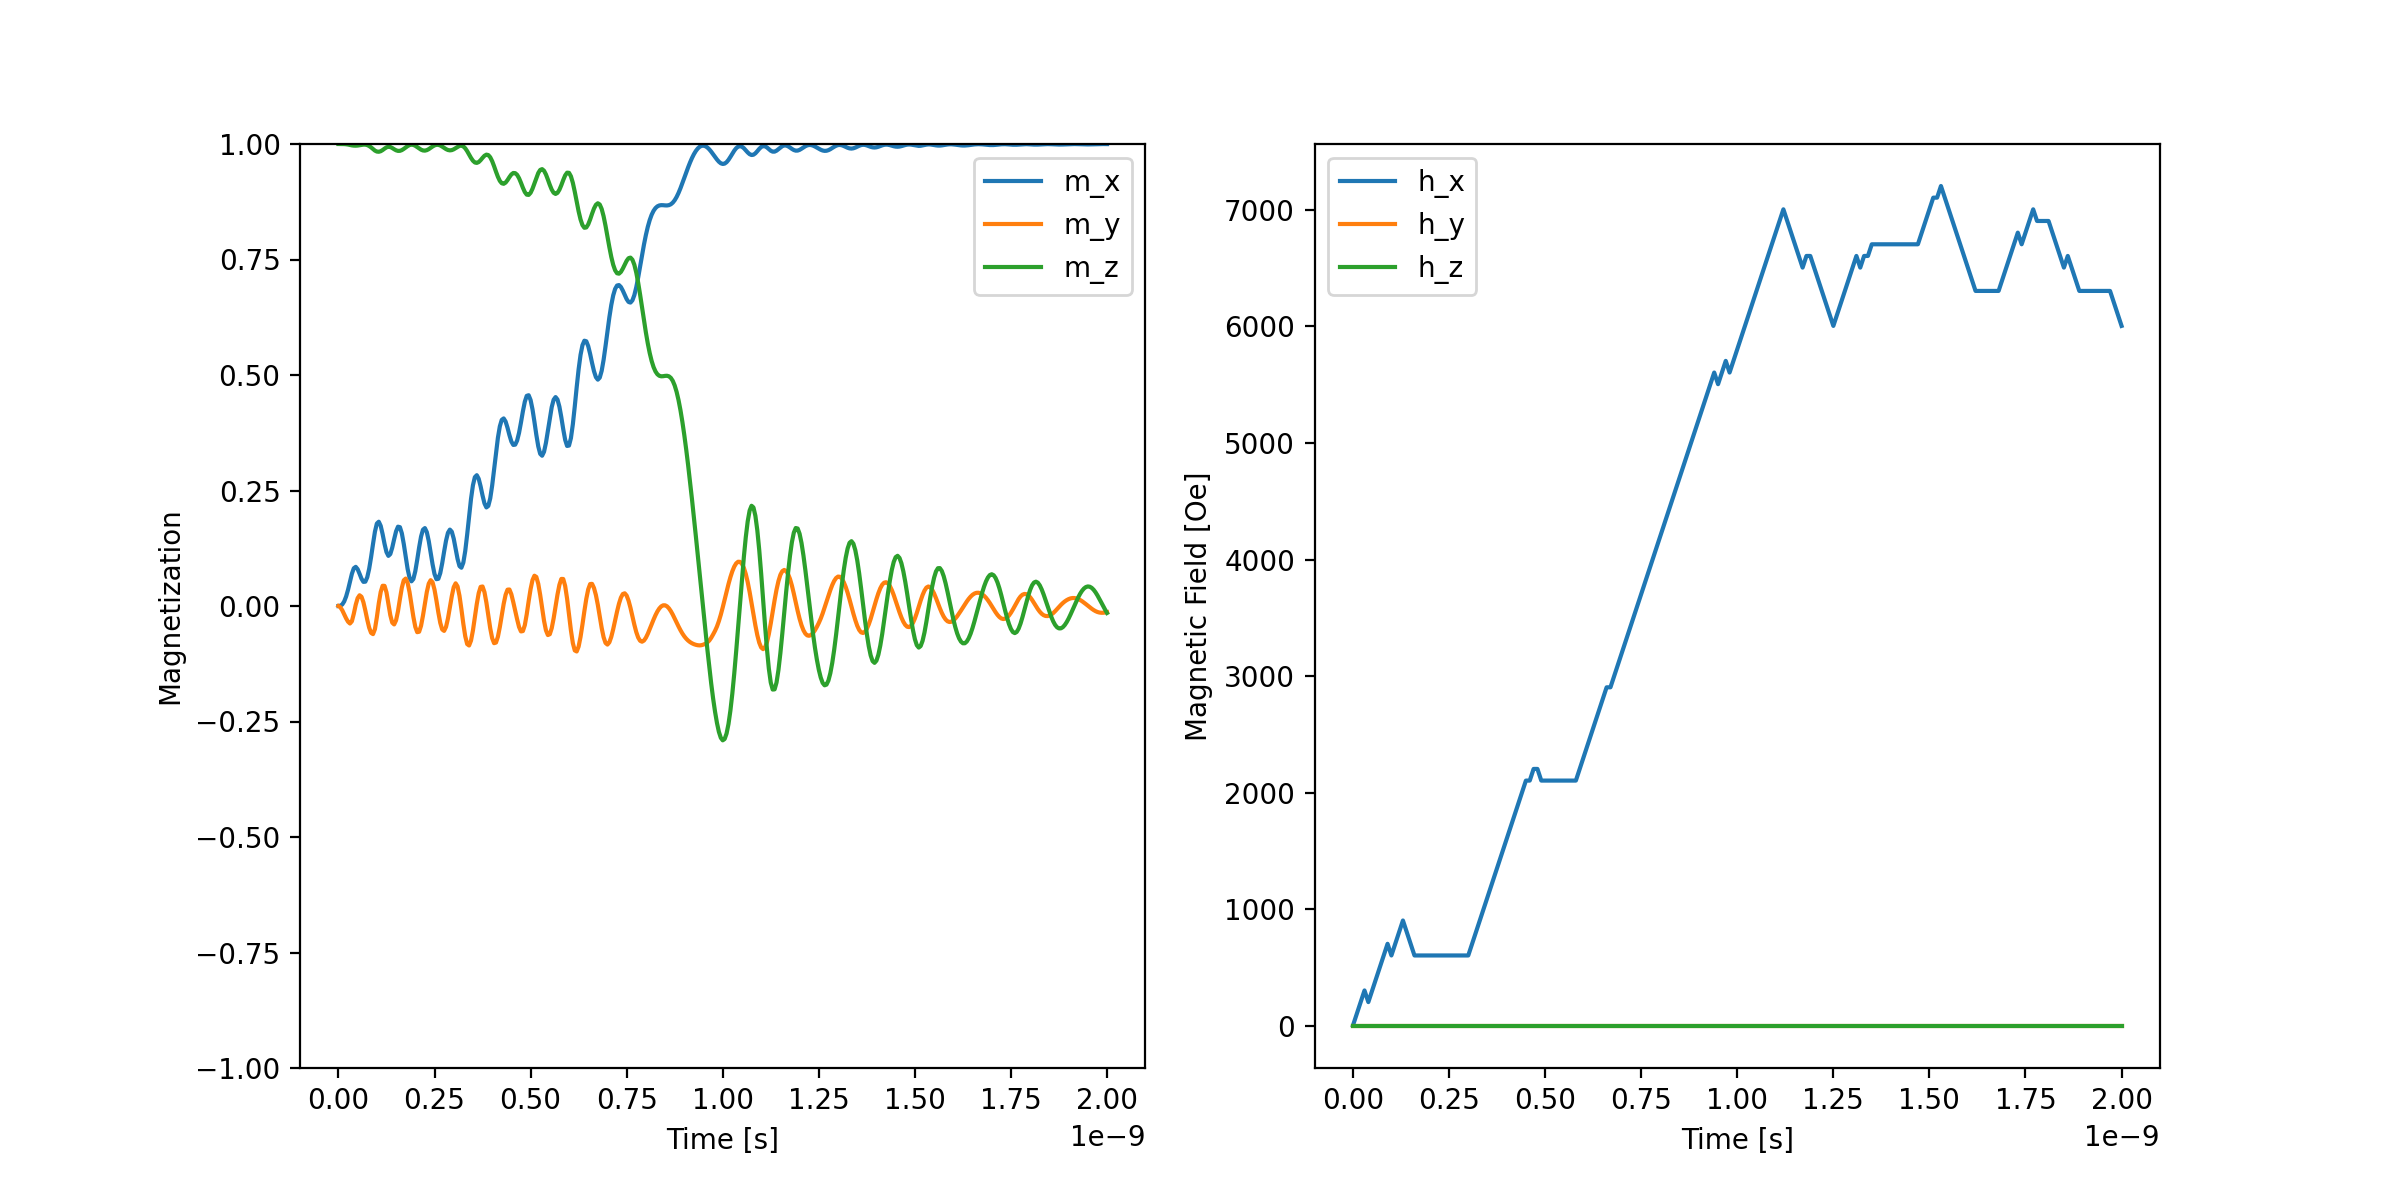 1.00
0.75
0.50
0.25
0.00
−0.25
−0.50
−0.75
−1.00
Magnetization
0.00 0.25 0.50 0.75 1.00 1.25 1.50 1.75 2.00
Time [s]
1e−9
m_x
m_y
m_z
7000
6000
5000
4000
3000
2000
1000
0
Magnetic Field [Oe]
0.00 0.25 0.50 0.75 1.00 1.25 1.50 1.75 2.00
Time [s]
1e−9
h_x
h_y
h_z